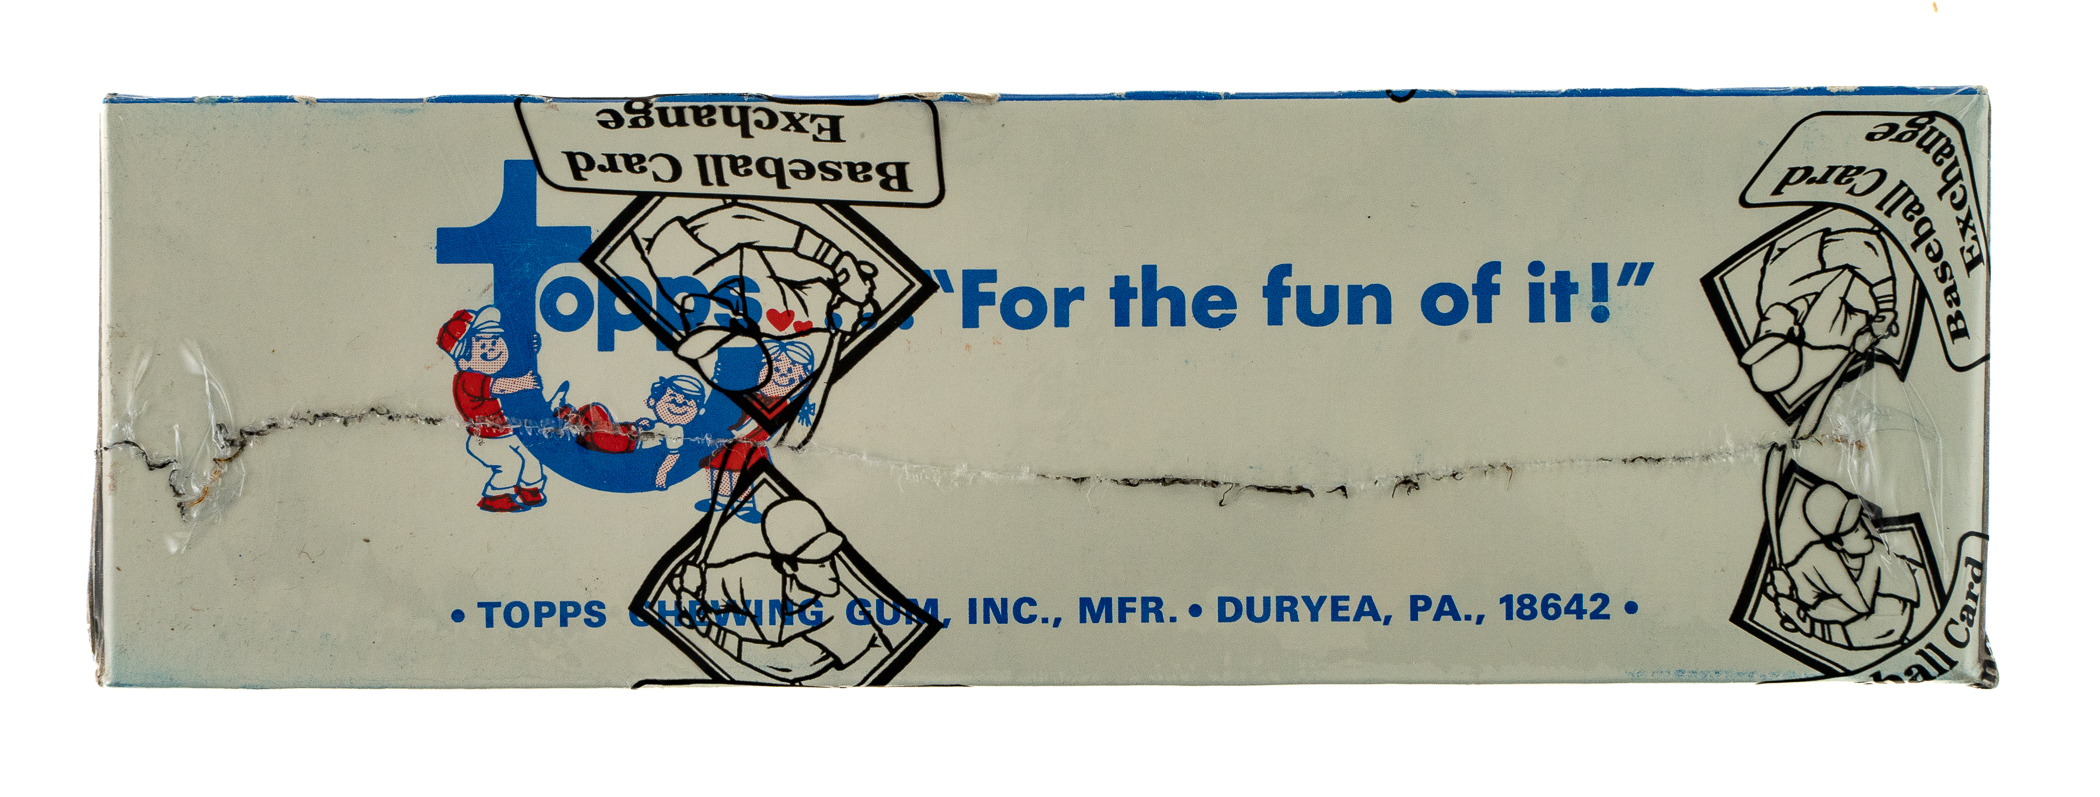 Baseball Card
Exchange
Baseball Card
Exchange
topps... "For the fun of it!"
• TOPPS CHEWING GUM, INC., MFR. • DURYEA, PA., 18642 •
ball Card